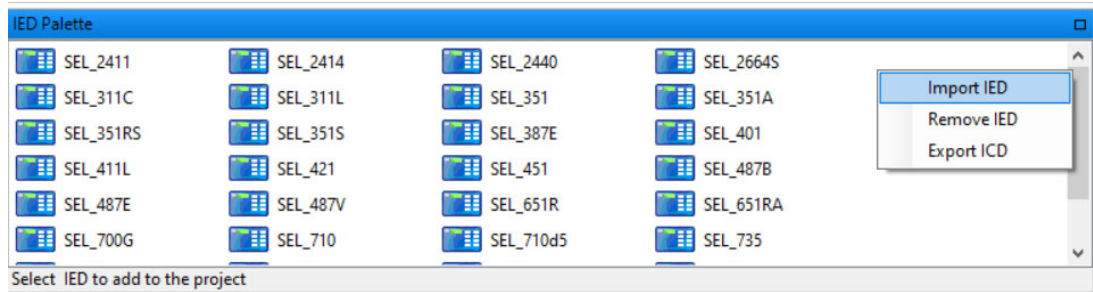 IED Palette
SEL_2411 SEL_2414 SEL_2440 SEL_2664S
SEL_311C SEL_311L SEL_351 SEL_351A
SEL_351RS SEL_351S SEL_387E SEL_401
SEL_411L SEL_421 SEL_451 SEL_487B
SEL_487E SEL_487V SEL_651R SEL_651RA
SEL_700G SEL_710 SEL_710d5 SEL_735
Import IED
Remove IED
Export ICD
Select IED to add to the project